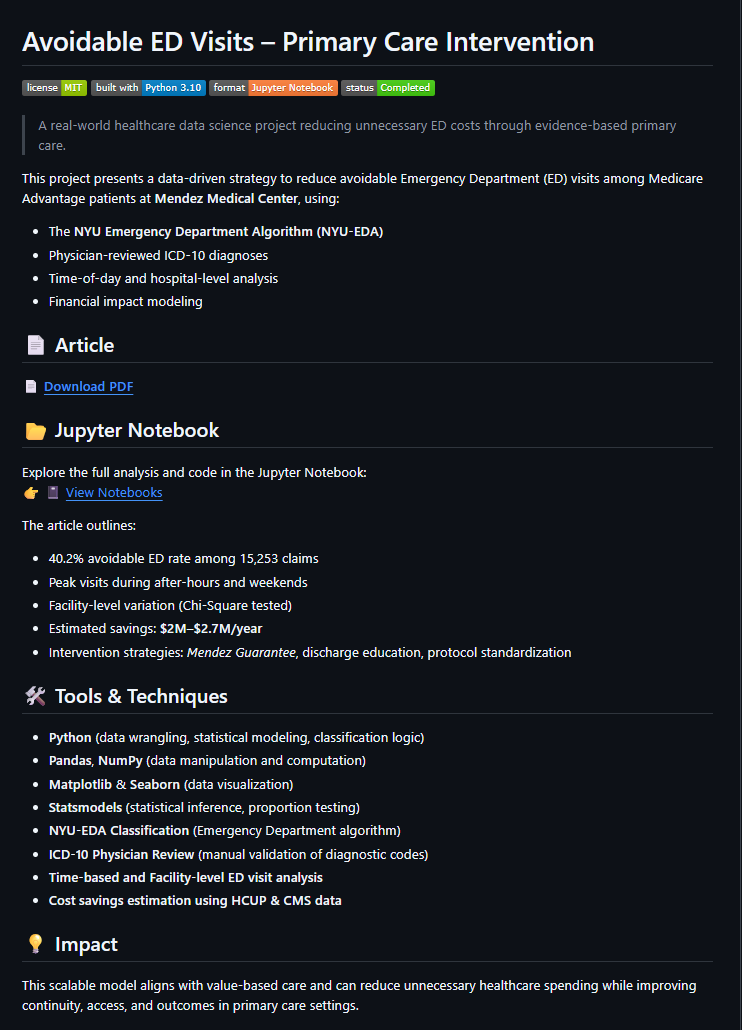 Avoidable ED Visits – Primary Care Intervention
license MIT built with Python 3.10 format Jupyter Notebook status Completed
A real-world healthcare data science project reducing unnecessary ED costs through evidence-based primary
care.
This project presents a data-driven strategy to reduce avoidable Emergency Department (ED) visits among Medicare
Advantage patients at Mendez Medical Center, using:
• The NYU Emergency Department Algorithm (NYU-EDA)
• Physician-reviewed ICD-10 diagnoses
• Time-of-day and hospital-level analysis
• Financial impact modeling
Article
Download PDF
Jupyter Notebook
Explore the full analysis and code in the Jupyter Notebook:
View Notebooks
The article outlines:
• 40.2% avoidable ED rate among 15,253 claims
• Peak visits during after-hours and weekends
• Facility-level variation (Chi-Square tested)
• Estimated savings: $2M–$2.7M/year
• Intervention strategies: Mendez Guarantee, discharge education, protocol standardization
Tools & Techniques
• Python (data wrangling, statistical modeling, classification logic)
• Pandas, NumPy (data manipulation and computation)
• Matplotlib & Seaborn (data visualization)
• Statsmodels (statistical inference, proportion testing)
• NYU-EDA Classification (Emergency Department algorithm)
• ICD-10 Physician Review (manual validation of diagnostic codes)
• Time-based and Facility-level ED visit analysis
• Cost savings estimation using HCUP & CMS data
Impact
This scalable model aligns with value-based care and can reduce unnecessary healthcare spending while improving
continuity, access, and outcomes in primary care settings.